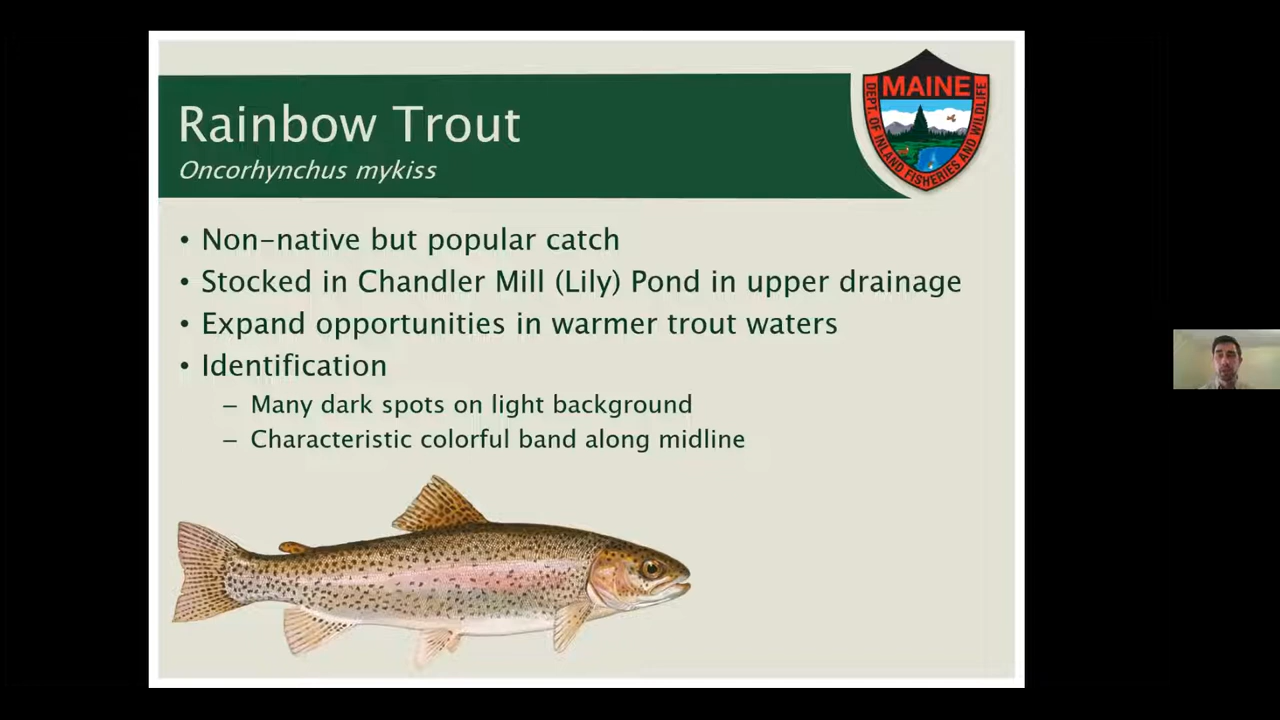 Rainbow Trout
Oncorhynchus mykiss
MAINE
DEPT. OF INLAND FISHERIES AND WILDLIFE
• Non-native but popular catch
• Stocked in Chandler Mill (Lily) Pond in upper drainage
• Expand opportunities in warmer trout waters
• Identification
– Many dark spots on light background
– Characteristic colorful band along midline